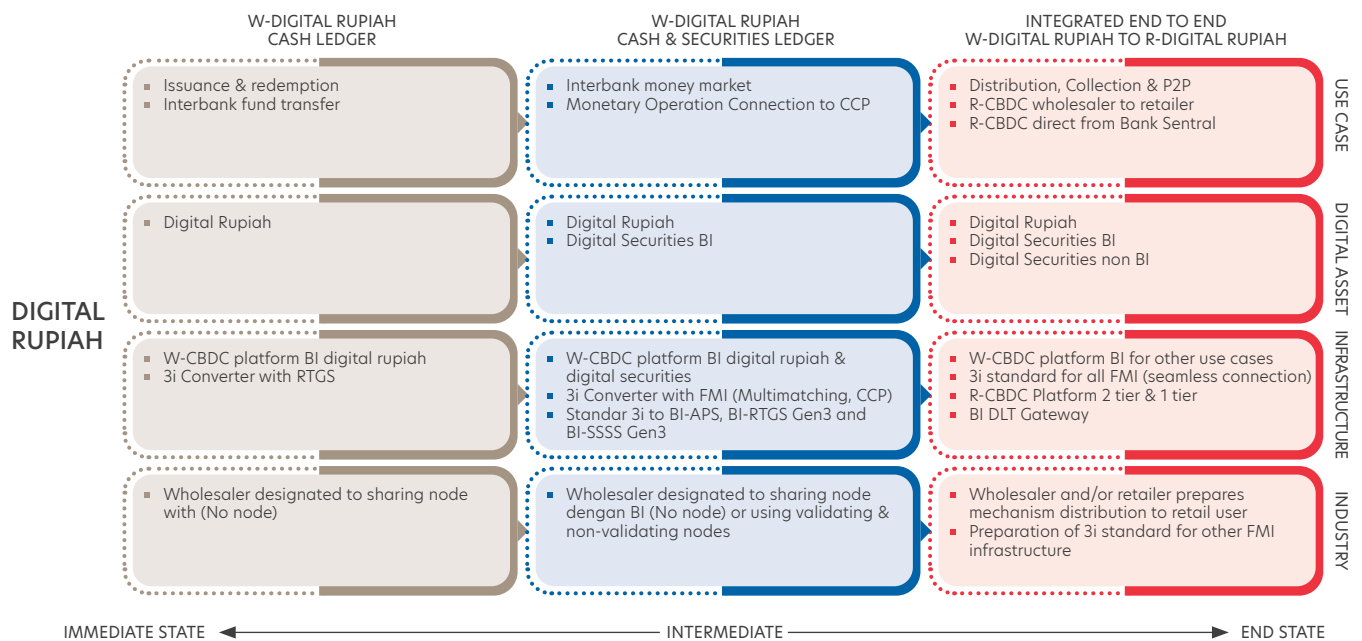 W-DIGITAL RUPIAH
CASH LEDGER
W-DIGITAL RUPIAH
CASH & SECURITIES LEDGER
INTEGRATED END TO END
W-DIGITAL RUPIAH TO R-DIGITAL RUPIAH
DIGITAL
RUPIAH
▪ Issuance & redemption
▪ Interbank fund transfer
▪ Interbank money market
▪ Monetary Operation Connection to CCP
▪ Distribution, Collection & P2P
▪ R-CBDC wholesaler to retailer
▪ R-CBDC direct from Bank Sentral
USE CASE
▪ Digital Rupiah
▪ Digital Rupiah
▪ Digital Securities BI
▪ Digital Rupiah
▪ Digital Securities BI
▪ Digital Securities non BI
DIGITAL ASSET
▪ W-CBDC platform BI digital rupiah
▪ 3i Converter with RTGS
▪ W-CBDC platform BI digital rupiah &
digital securities
▪ 3i Converter with FMI (Multimatching, CCP)
▪ Standar 3i to BI-APS, BI-RTGS Gen3 and
BI-SSSS Gen3
▪ W-CBDC platform BI for other use cases
▪ 3i standard for all FMI (seamless connection)
▪ R-CBDC Platform 2 tier & 1 tier
▪ BI DLT Gateway
INFRASTRUCTURE
▪ Wholesaler designated to sharing node
with (No node)
▪ Wholesaler designated to sharing node
dengan BI (No node) or using validating &
non-validating nodes
▪ Wholesaler and/or retailer prepares
mechanism distribution to retail user
▪ Preparation of 3i standard for other FMI
infrastructure
INDUSTRY
IMMEDIATE STATE
INTERMEDIATE
END STATE